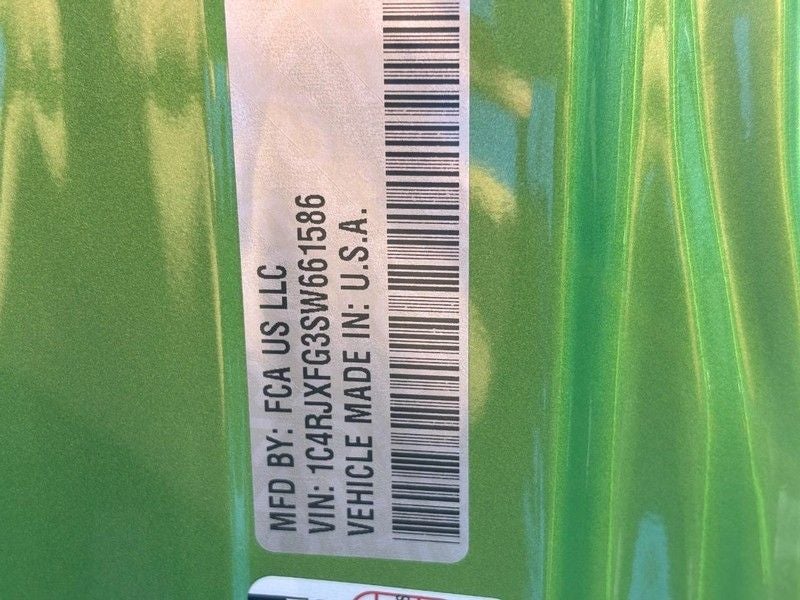 MFD BY: FCA US LLC
VIN: 1C4RJXFG3SW661586
VEHICLE MADE IN: U.S.A.